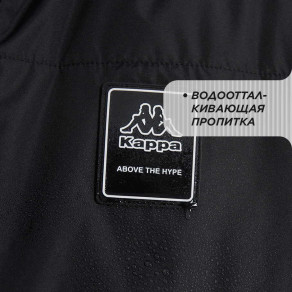 • ВОДООТТАЛ-
КИВАЮЩАЯ
ПРОПИТКА
Kappa
ABOVE THE HYPE